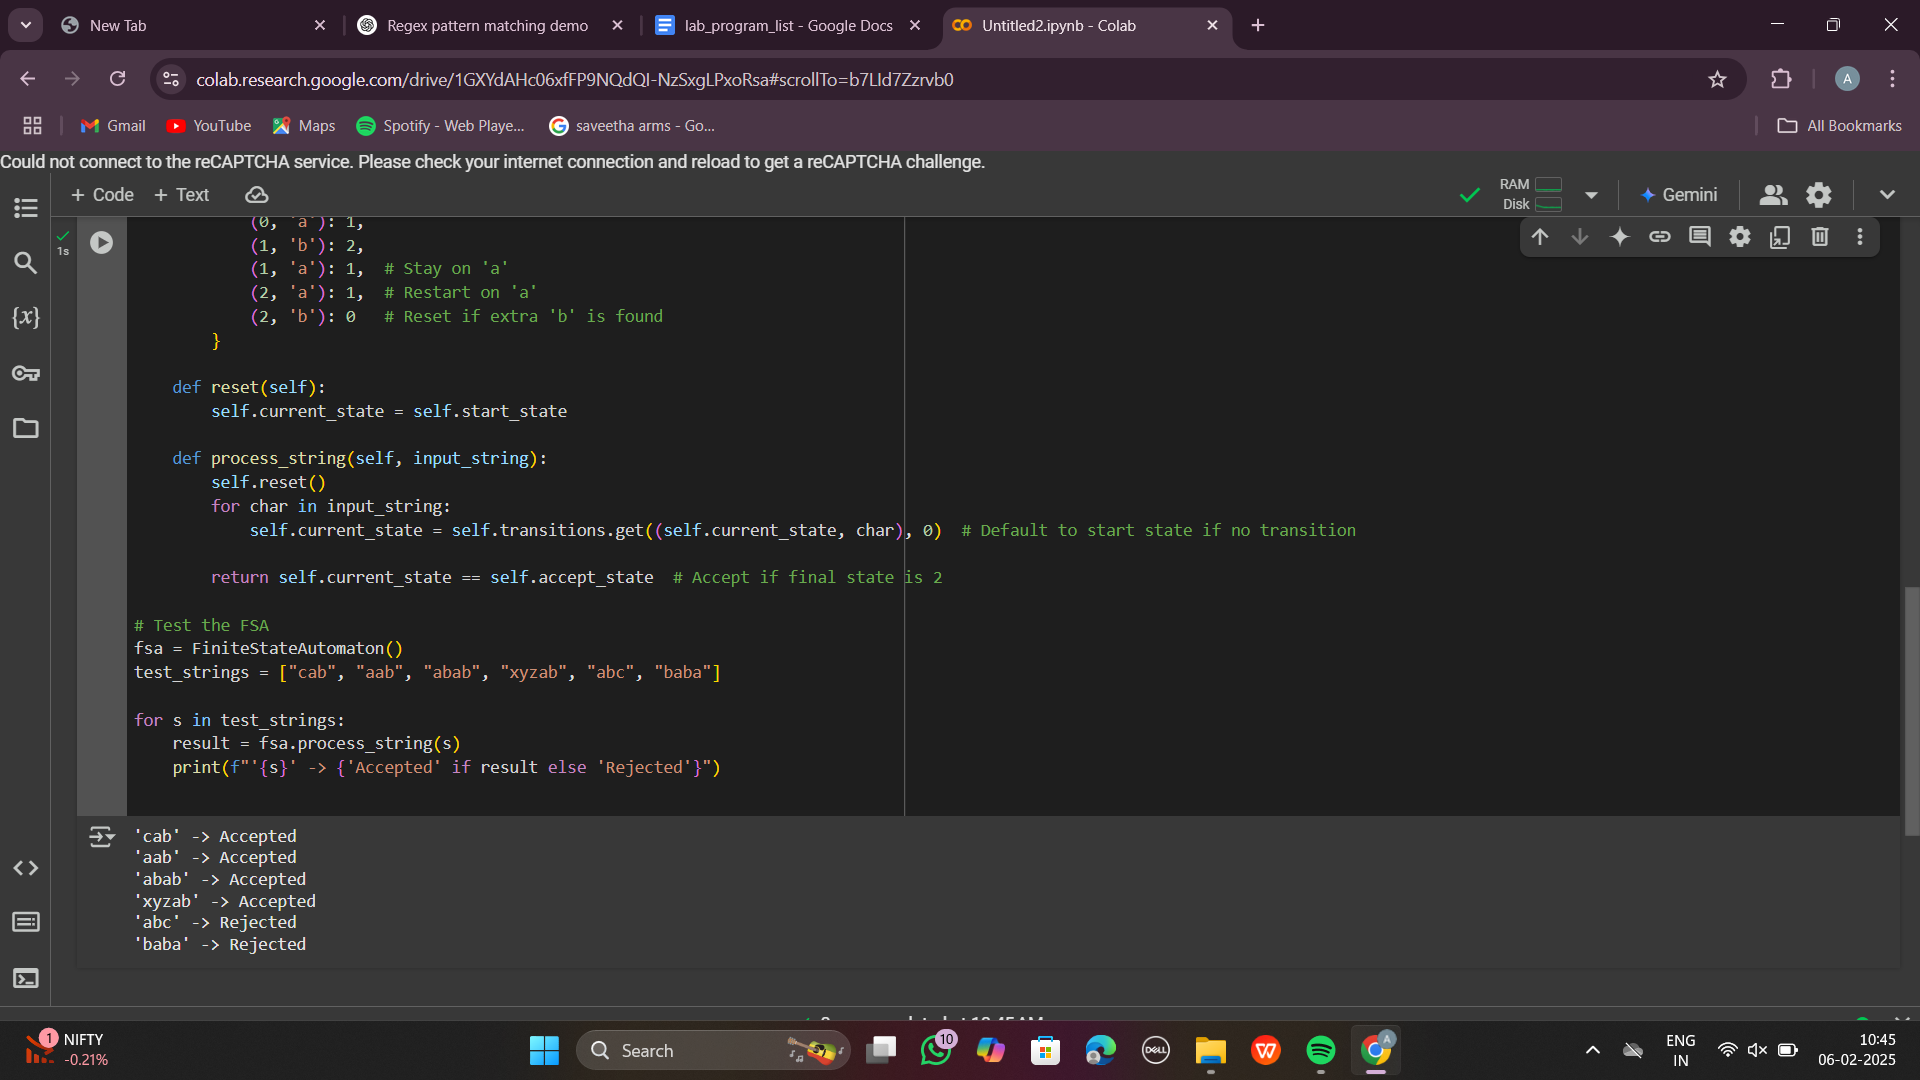 New Tab
Regex pattern matching demo
lab_program_list - Google Docs
Untitled2.ipynb - Colab
colab.research.google.com/drive/1GXYdAHc06xfFP9NQdQI-NzSxgLPxoRsa#scrollTo=b7LId7Zzrvb0
A
Gmail
YouTube
Maps
Spotify - Web Playe...
saveetha arms - Go...
All Bookmarks
Could not connect to the reCAPTCHA service. Please check your internet connection and reload to get a reCAPTCHA challenge.
+ Code + Text
RAM
Disk
Gemini
1s
(0, 'a'): 1,
(1, 'b'): 2,
(1, 'a'): 1,  # Stay on 'a'
(2, 'a'): 1,  # Restart on 'a'
(2, 'b'): 0   # Reset if extra 'b' is found
}
def reset(self):
self.current_state = self.start_state
def process_string(self, input_string):
self.reset()
for char in input_string:
self.current_state = self.transitions.get((self.current_state, char), 0)  # Default to start state if no transition
return self.current_state == self.accept_state  # Accept if final state is 2
# Test the FSA
fsa = FiniteStateAutomaton()
test_strings = ["cab", "aab", "abab", "xyzab", "abc", "baba"]
for s in test_strings:
result = fsa.process_string(s)
print(f"'{s}' -> {'Accepted' if result else 'Rejected'}")
'cab' -> Accepted
'aab' -> Accepted
'abab' -> Accepted
'xyzab' -> Accepted
'abc' -> Rejected
'baba' -> Rejected
{x}
1
NIFTY
-0.21%
Search
10
DELL
W
A
ENG
IN
10:45
06-02-2025